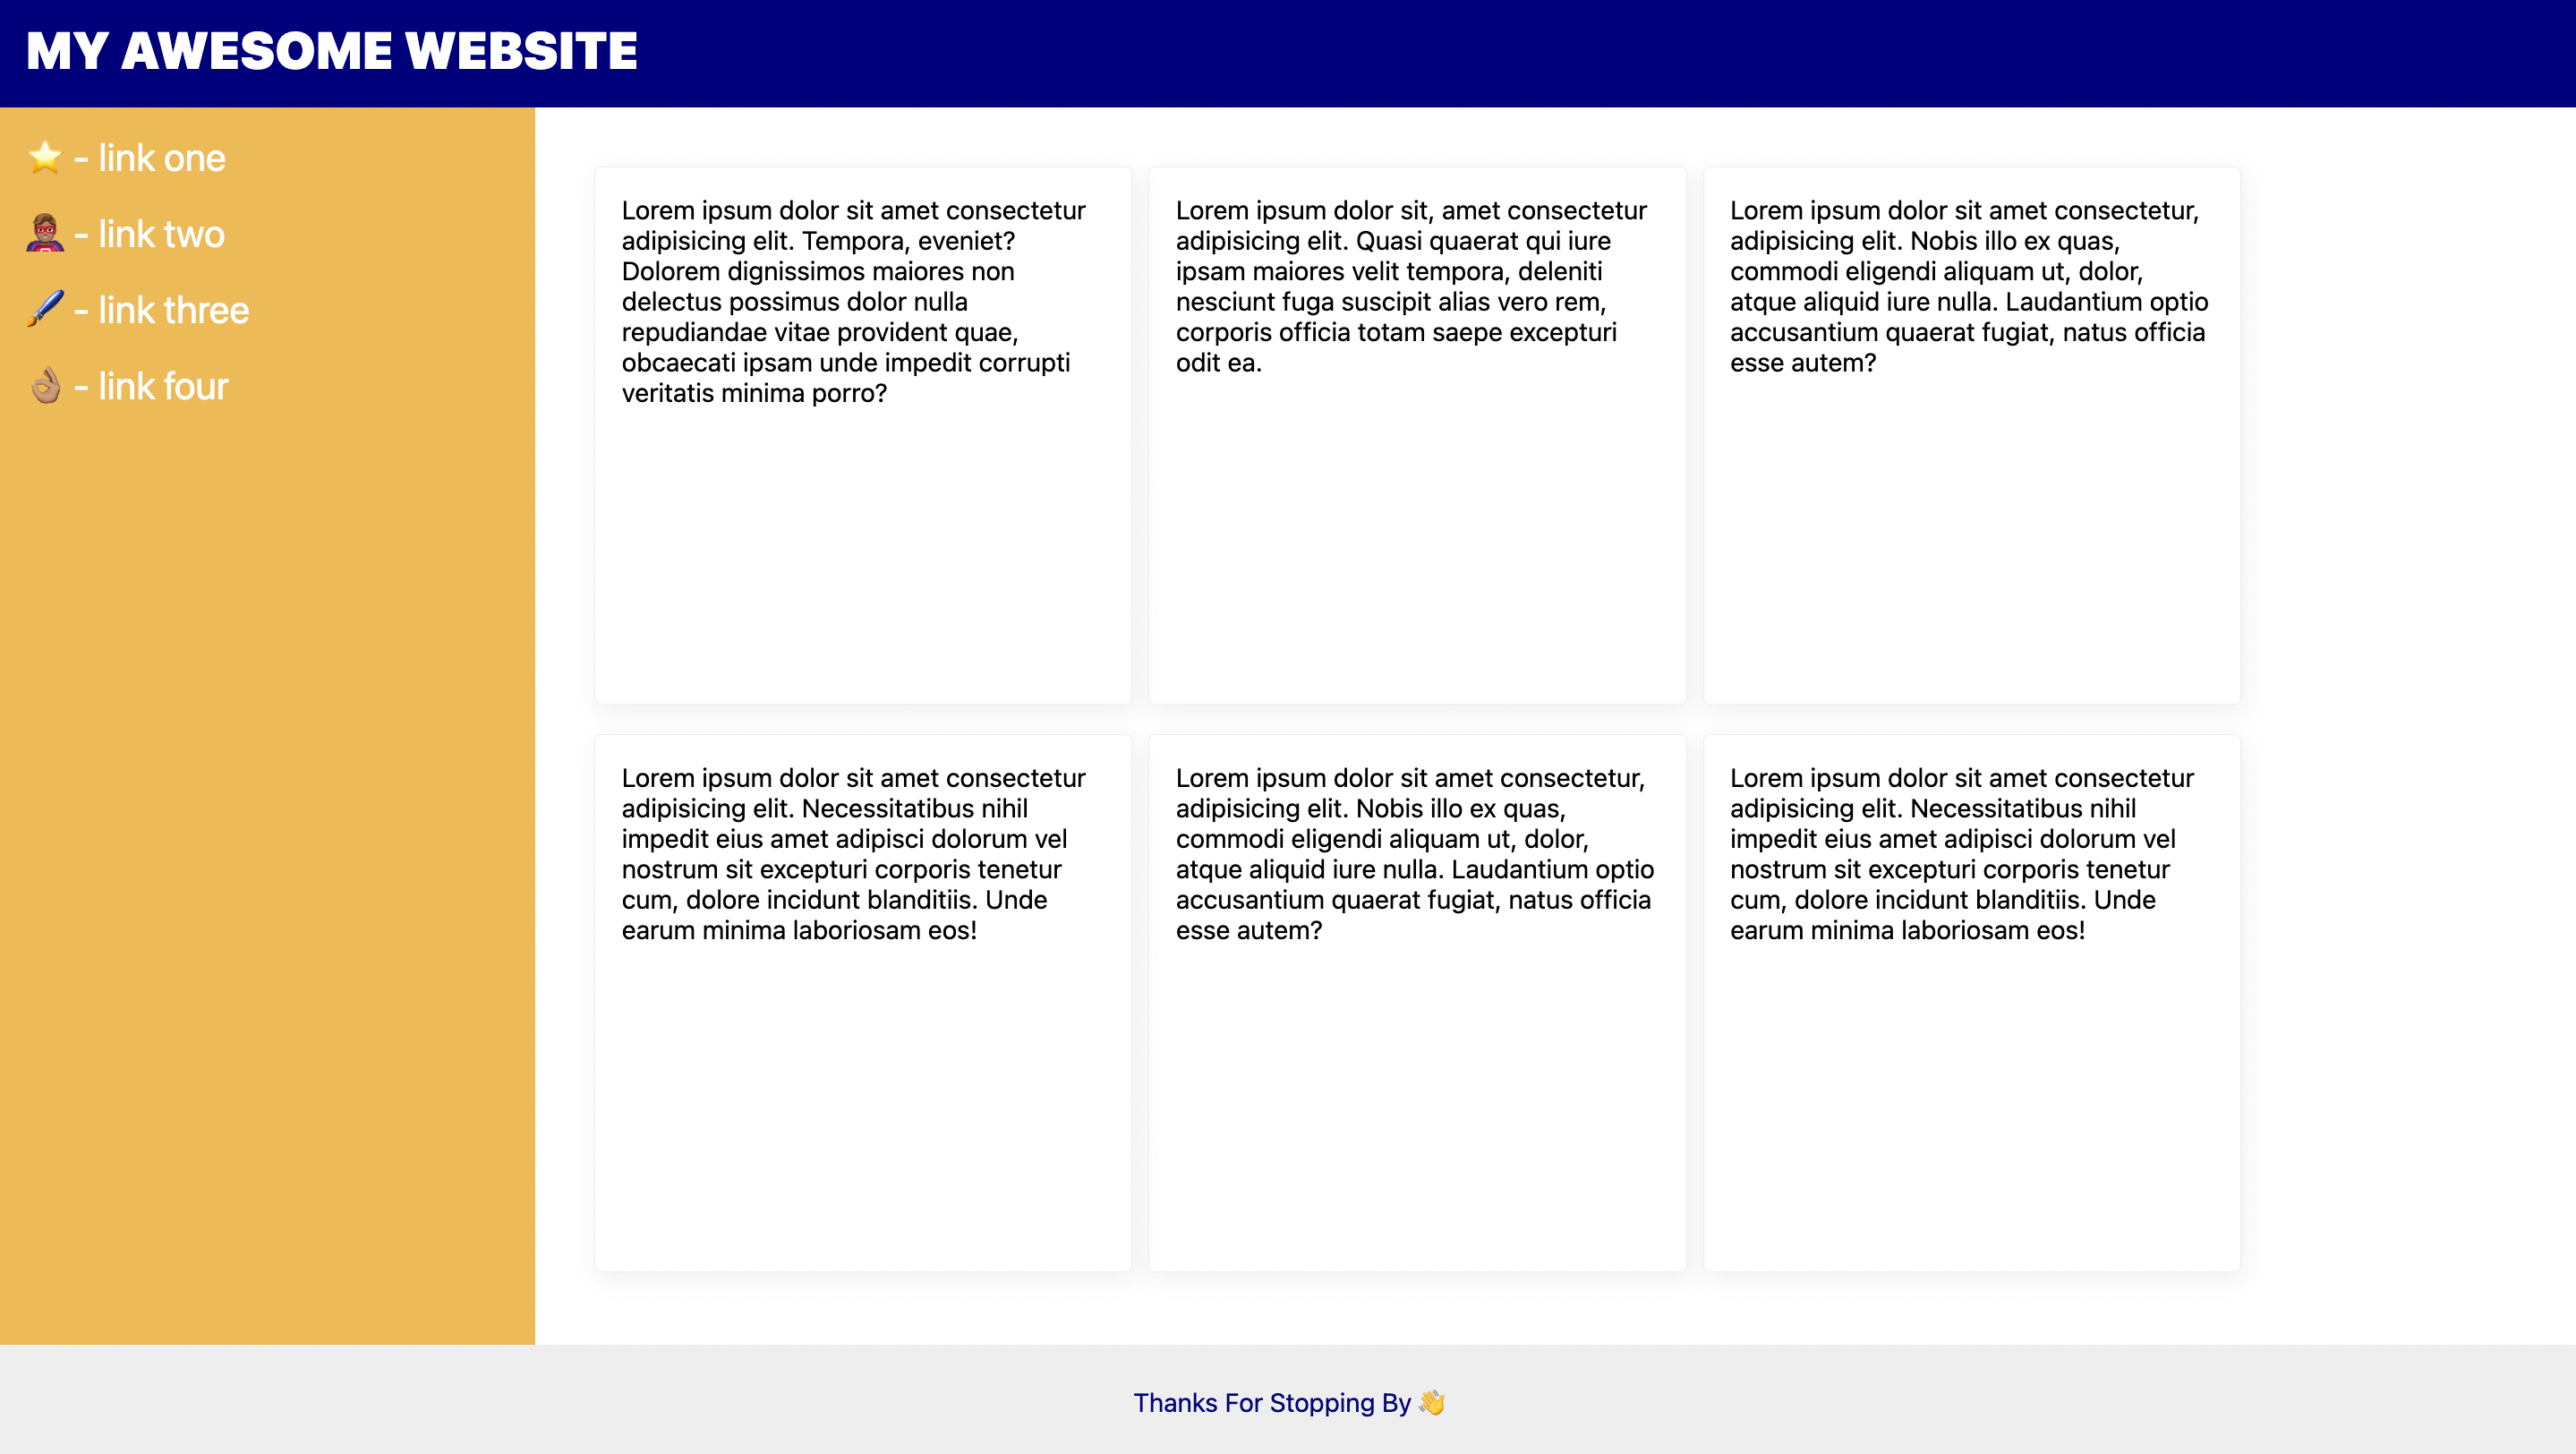 MY AWESOME WEBSITE
⭐ - link one
🦸🏽‍♂️ - link two
🖌️ - link three
👌🏽 - link four
Lorem ipsum dolor sit amet consectetur
adipisicing elit. Tempora, eveniet?
Dolorem dignissimos maiores non
delectus possimus dolor nulla
repudiandae vitae provident quae,
obcaecati ipsam unde impedit corrupti
veritatis minima porro?
Lorem ipsum dolor sit, amet consectetur
adipisicing elit. Quasi quaerat qui iure
ipsam maiores velit tempora, deleniti
nesciunt fuga suscipit alias vero rem,
corporis officia totam saepe excepturi
odit ea.
Lorem ipsum dolor sit amet consectetur,
adipisicing elit. Nobis illo ex quas,
commodi eligendi aliquam ut, dolor,
atque aliquid iure nulla. Laudantium optio
accusantium quaerat fugiat, natus officia
esse autem?
Lorem ipsum dolor sit amet consectetur
adipisicing elit. Necessitatibus nihil
impedit eius amet adipisci dolorum vel
nostrum sit excepturi corporis tenetur
cum, dolore incidunt blanditiis. Unde
earum minima laboriosam eos!
Lorem ipsum dolor sit amet consectetur,
adipisicing elit. Nobis illo ex quas,
commodi eligendi aliquam ut, dolor,
atque aliquid iure nulla. Laudantium optio
accusantium quaerat fugiat, natus officia
esse autem?
Lorem ipsum dolor sit amet consectetur
adipisicing elit. Necessitatibus nihil
impedit eius amet adipisci dolorum vel
nostrum sit excepturi corporis tenetur
cum, dolore incidunt blanditiis. Unde
earum minima laboriosam eos!
Thanks For Stopping By 👋